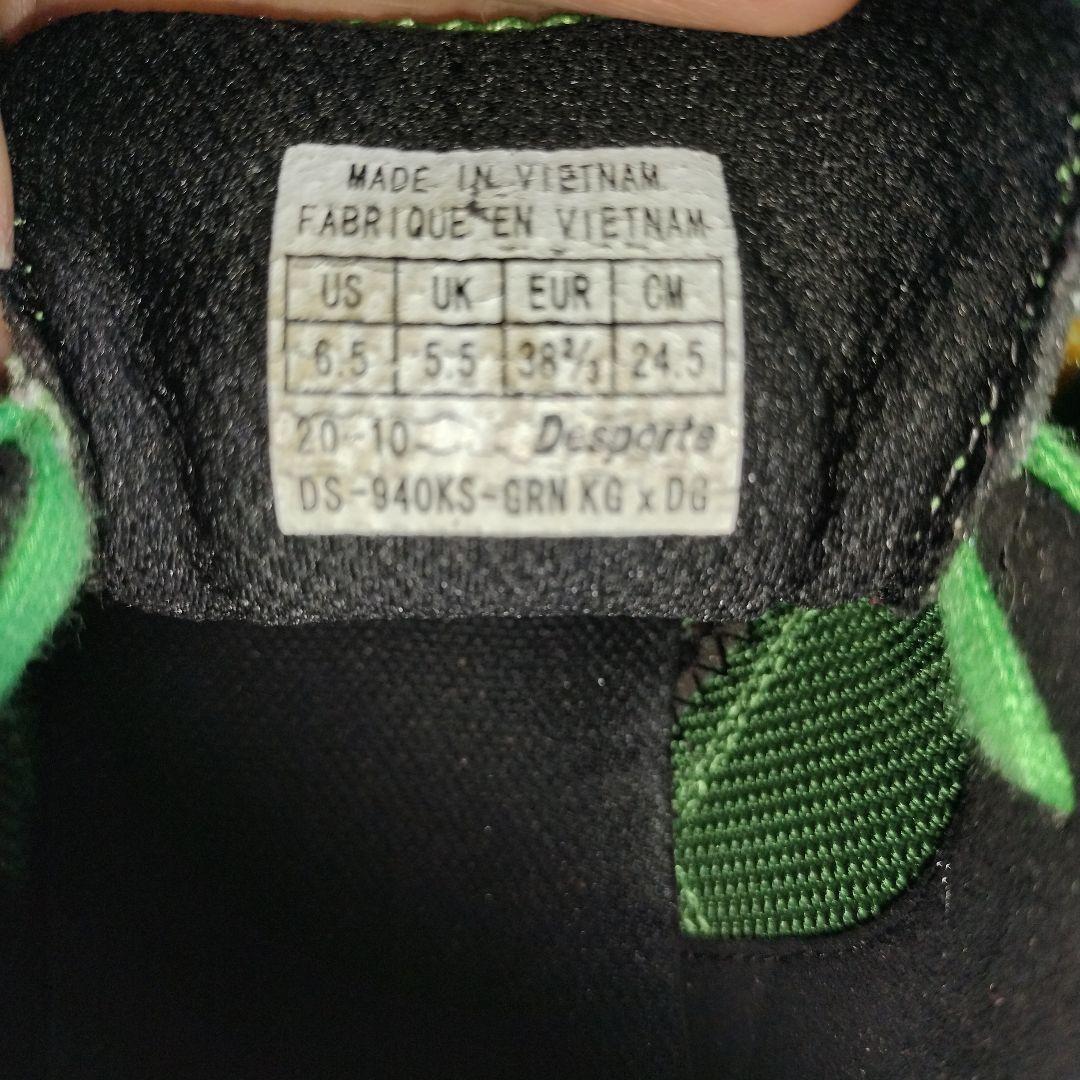 MADE IN VIETNAM
FABRIQUE EN VIETNAM
US UK EUR CM
6.5 5.5 38⅔ 24.5
20-10 Desporte
DS-940KS-GRN KG x DG